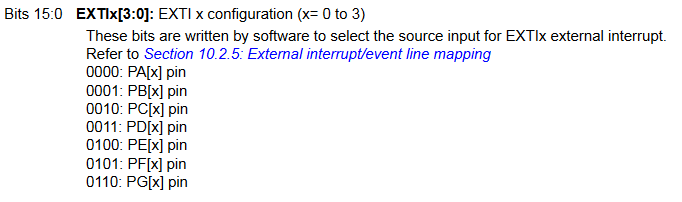 Bits 15:0 EXTIx[3:0]: EXTI x configuration (x= 0 to 3)
These bits are written by software to select the source input for EXTIx external interrupt.
Refer to Section 10.2.5: External interrupt/event line mapping
0000: PA[x] pin
0001: PB[x] pin
0010: PC[x] pin
0011: PD[x] pin
0100: PE[x] pin
0101: PF[x] pin
0110: PG[x] pin